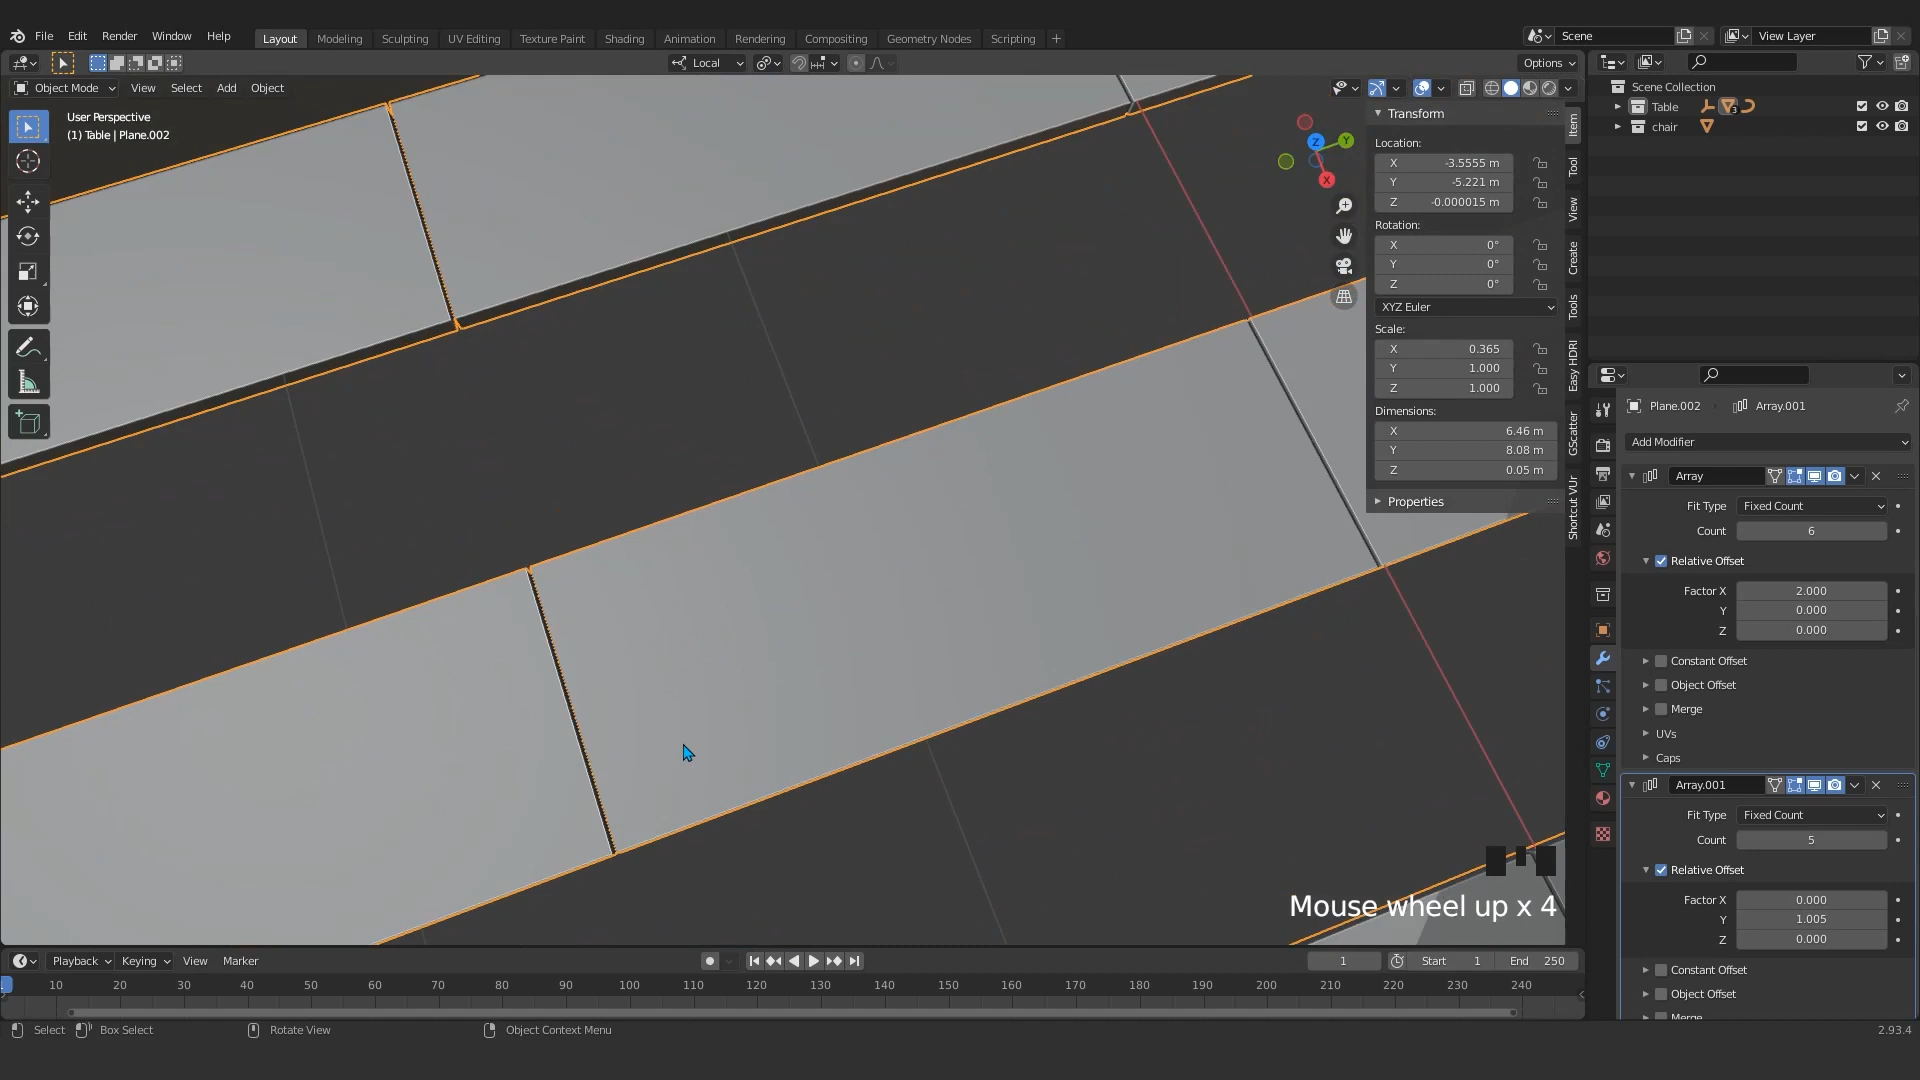 File Edit Render Window Help Layout Modeling Sculpting UV Editing Texture Paint Shading Animation Rendering Compositing Geometry Nodes Scripting + Scene View Layer
Local Options
Object Mode View Select Add Object
User Perspective
(1) Table | Plane.002
Z Y X
Transform
Location:
X -3.5555 m
Y -5.221 m
Z -0.000015 m
Rotation:
X 0°
Y 0°
Z 0°
XYZ Euler
Scale:
X 0.365
Y 1.000
Z 1.000
Dimensions:
X 6.46 m
Y 8.08 m
Z 0.05 m
Properties
Item
Tool
View
Create
Tools
Easy HDRI
GScatter
Shortcut VUr
Scene Collection
Table 3
chair
Plane.002 Array.001
Add Modifier
Array
Fit Type Fixed Count
Count 6
Relative Offset
Factor X 2.000
Y 0.000
Z 0.000
Constant Offset
Object Offset
Merge
UVs
Caps
Array.001
Fit Type Fixed Count
Count 5
Relative Offset
Factor X 0.000
Y 1.005
Z 0.000
Constant Offset
Object Offset
Merge
Mouse wheel up x 4
Playback Keying View Marker 1 Start 1 End 250
10 20 30 40 50 60 70 80 90 100 110 120 130 140 150 160 170 180 190 200 210 220 230 240
Select Box Select Rotate View Object Context Menu 2.93.4